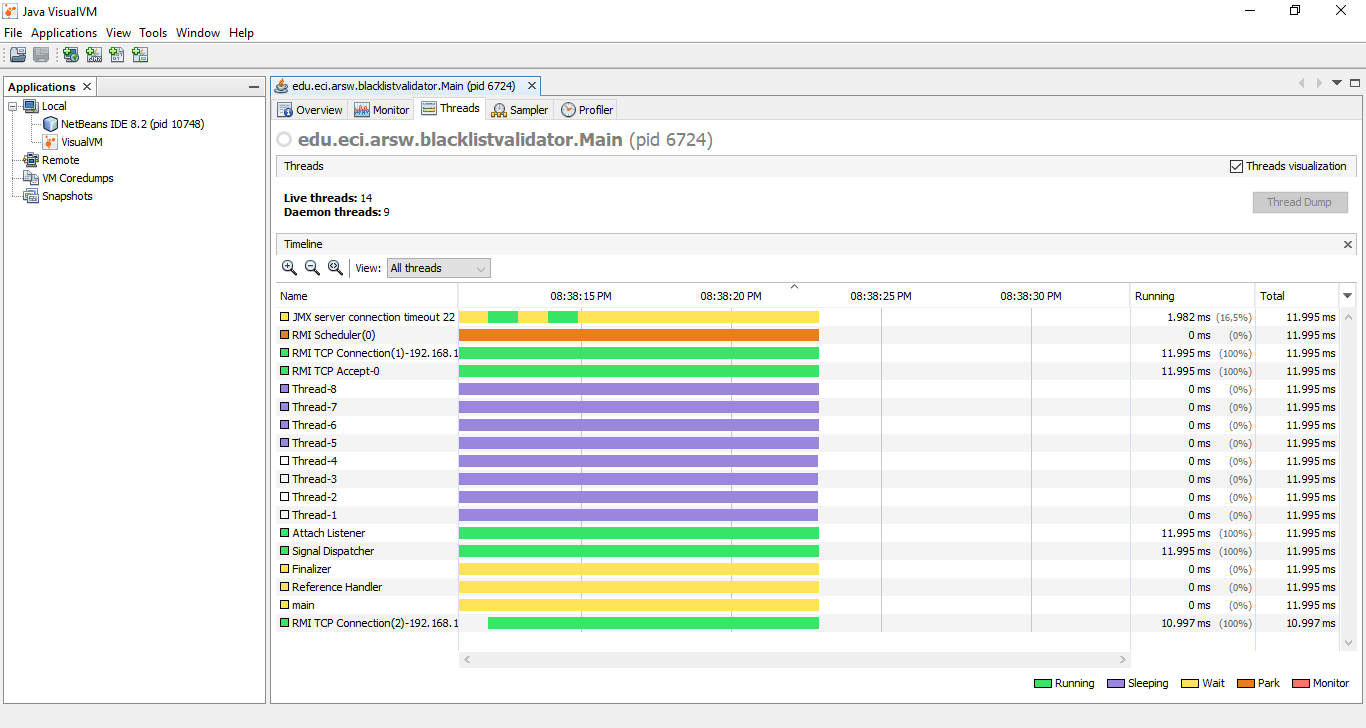 Java VisualVM
File Applications View Tools Window Help
Applications
Local
NetBeans IDE 8.2 (pid 10748)
VisualVM
Remote
VM Coredumps
Snapshots
edu.eci.arsw.blacklistvalidator.Main (pid 6724)
Overview Monitor Threads Sampler Profiler
edu.eci.arsw.blacklistvalidator.Main (pid 6724)
Threads Threads visualization
Live threads: 14
Daemon threads: 9
Thread Dump
Timeline
View: All threads
Name 08:38:15 PM 08:38:20 PM 08:38:25 PM 08:38:30 PM Running Total
JMX server connection timeout 22 1.982 ms (16,5%) 11.995 ms
RMI Scheduler(0) 0 ms (0%) 11.995 ms
RMI TCP Connection(1)-192.168.1 11.995 ms (100%) 11.995 ms
RMI TCP Accept-0 11.995 ms (100%) 11.995 ms
Thread-8 0 ms (0%) 11.995 ms
Thread-7 0 ms (0%) 11.995 ms
Thread-6 0 ms (0%) 11.995 ms
Thread-5 0 ms (0%) 11.995 ms
Thread-4 0 ms (0%) 11.995 ms
Thread-3 0 ms (0%) 11.995 ms
Thread-2 0 ms (0%) 11.995 ms
Thread-1 0 ms (0%) 11.995 ms
Attach Listener 11.995 ms (100%) 11.995 ms
Signal Dispatcher 11.995 ms (100%) 11.995 ms
Finalizer 0 ms (0%) 11.995 ms
Reference Handler 0 ms (0%) 11.995 ms
main 0 ms (0%) 11.995 ms
RMI TCP Connection(2)-192.168.1 10.997 ms (100%) 10.997 ms
Running Sleeping Wait Park Monitor